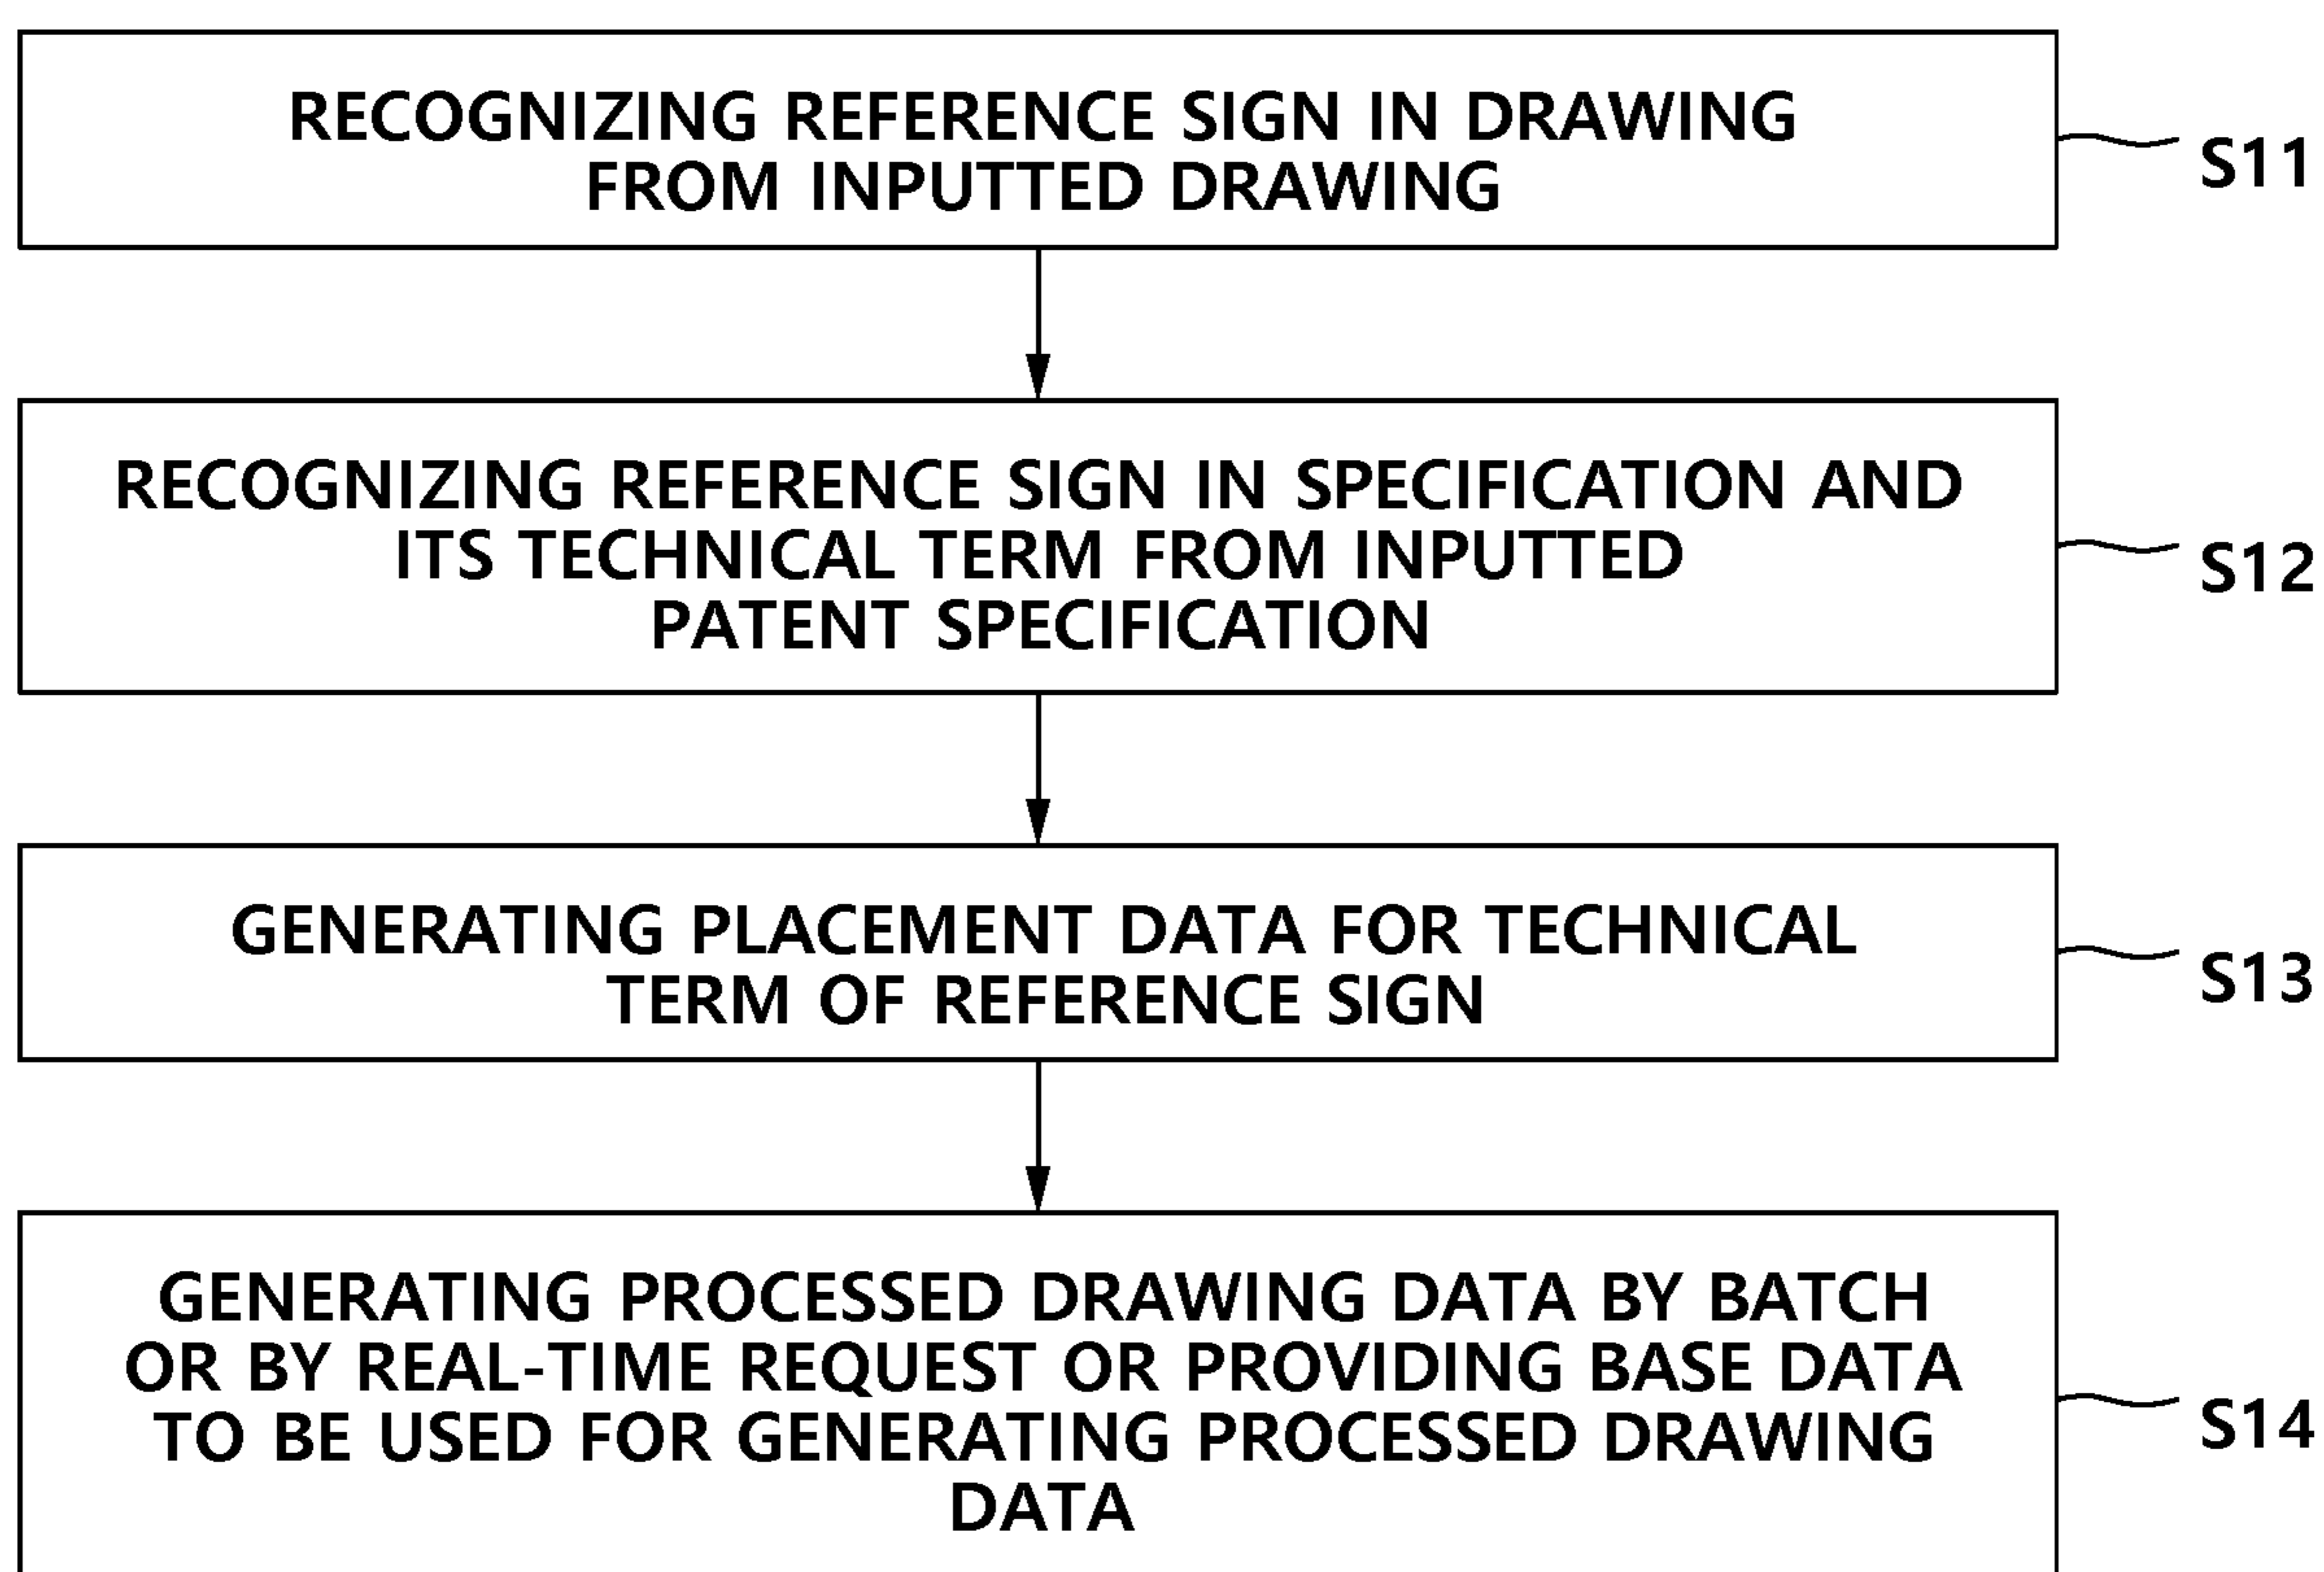 RECOGNIZING REFERENCE SIGN IN DRAWING
FROM INPUTTED DRAWING
S11
RECOGNIZING REFERENCE SIGN IN SPECIFICATION AND
ITS TECHNICAL TERM FROM INPUTTED
PATENT SPECIFICATION
S12
GENERATING PLACEMENT DATA FOR TECHNICAL
TERM OF REFERENCE SIGN
S13
GENERATING PROCESSED DRAWING DATA BY BATCH
OR BY REAL-TIME REQUEST OR PROVIDING BASE DATA
TO BE USED FOR GENERATING PROCESSED DRAWING
DATA
S14